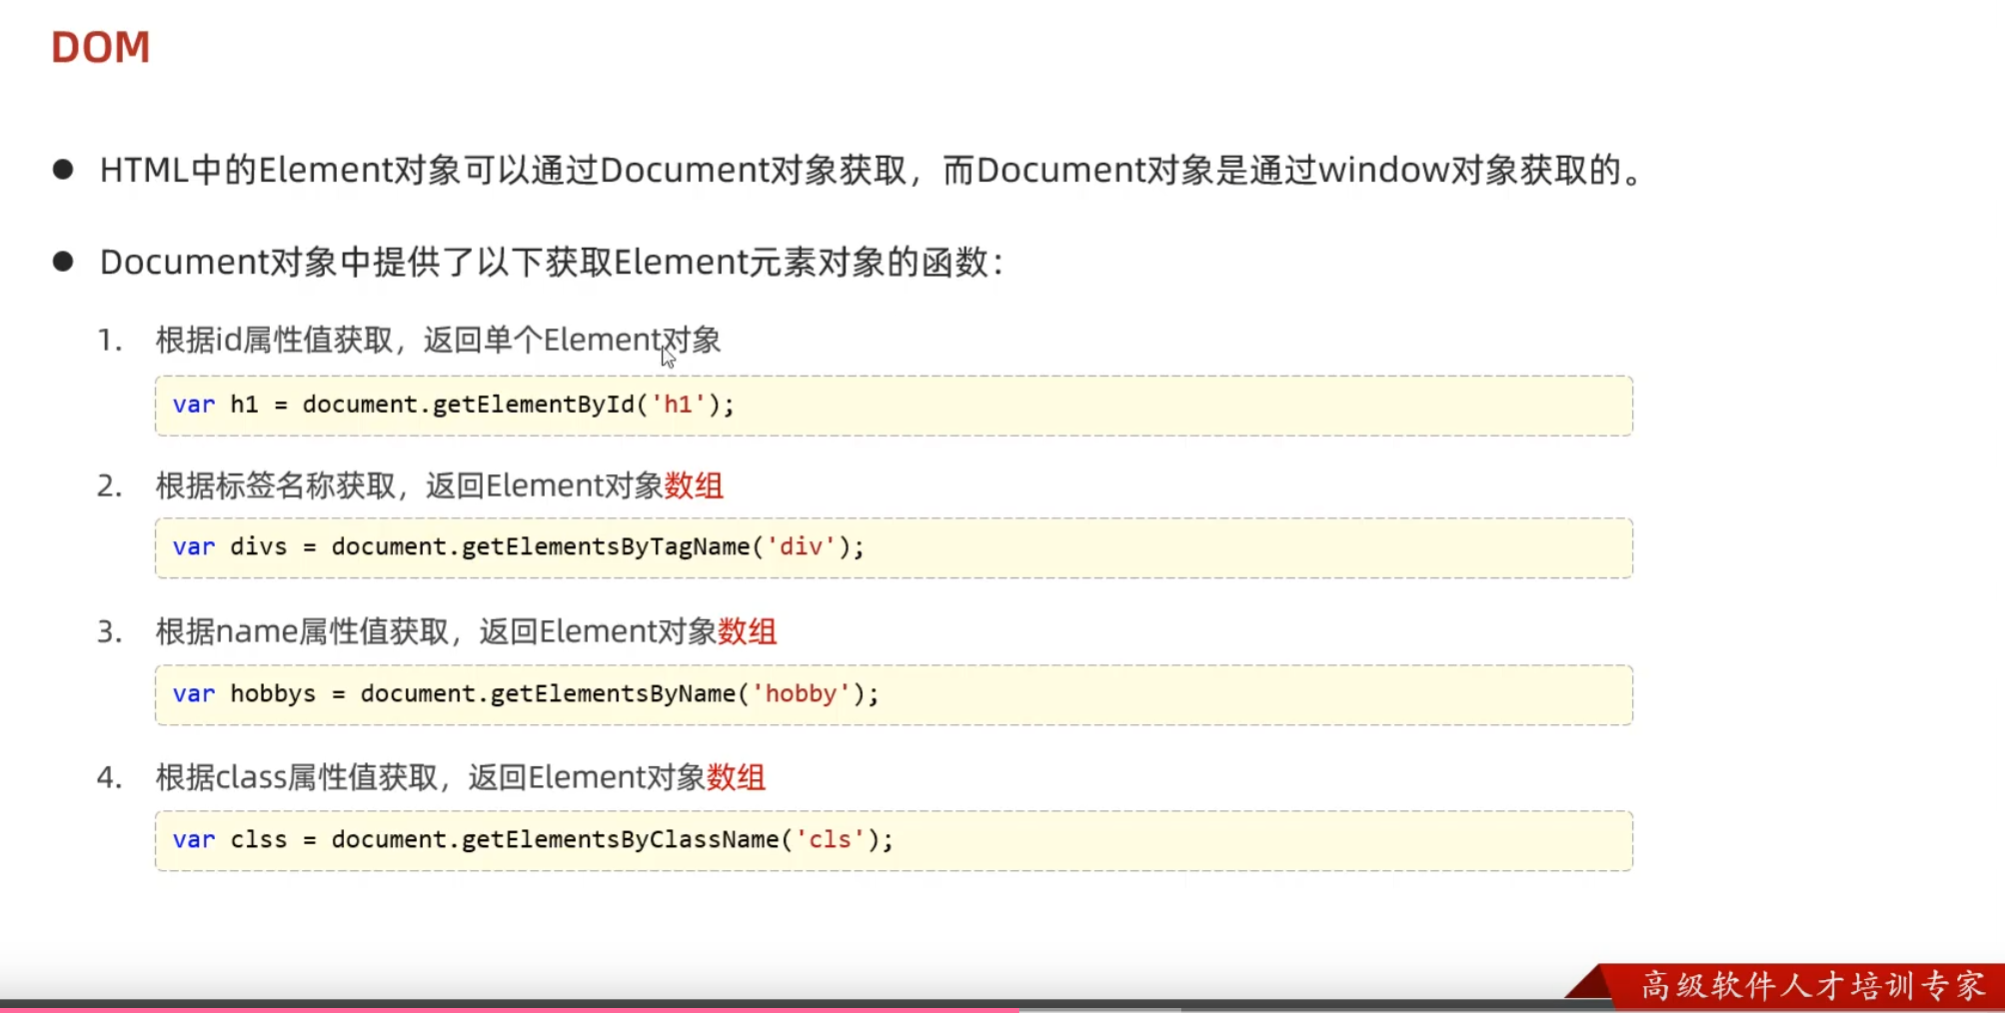 DOM
● HTML中的Element对象可以通过Document对象获取，而Document对象是通过window对象获取的。
● Document对象中提供了以下获取Element元素对象的函数：
1. 根据id属性值获取，返回单个Element对象
var h1 = document.getElementById('h1');
2. 根据标签名称获取，返回Element对象数组
var divs = document.getElementsByTagName('div');
3. 根据name属性值获取，返回Element对象数组
var hobbys = document.getElementsByName('hobby');
4. 根据class属性值获取，返回Element对象数组
var clss = document.getElementsByClassName('cls');
高级软件人才培训专家